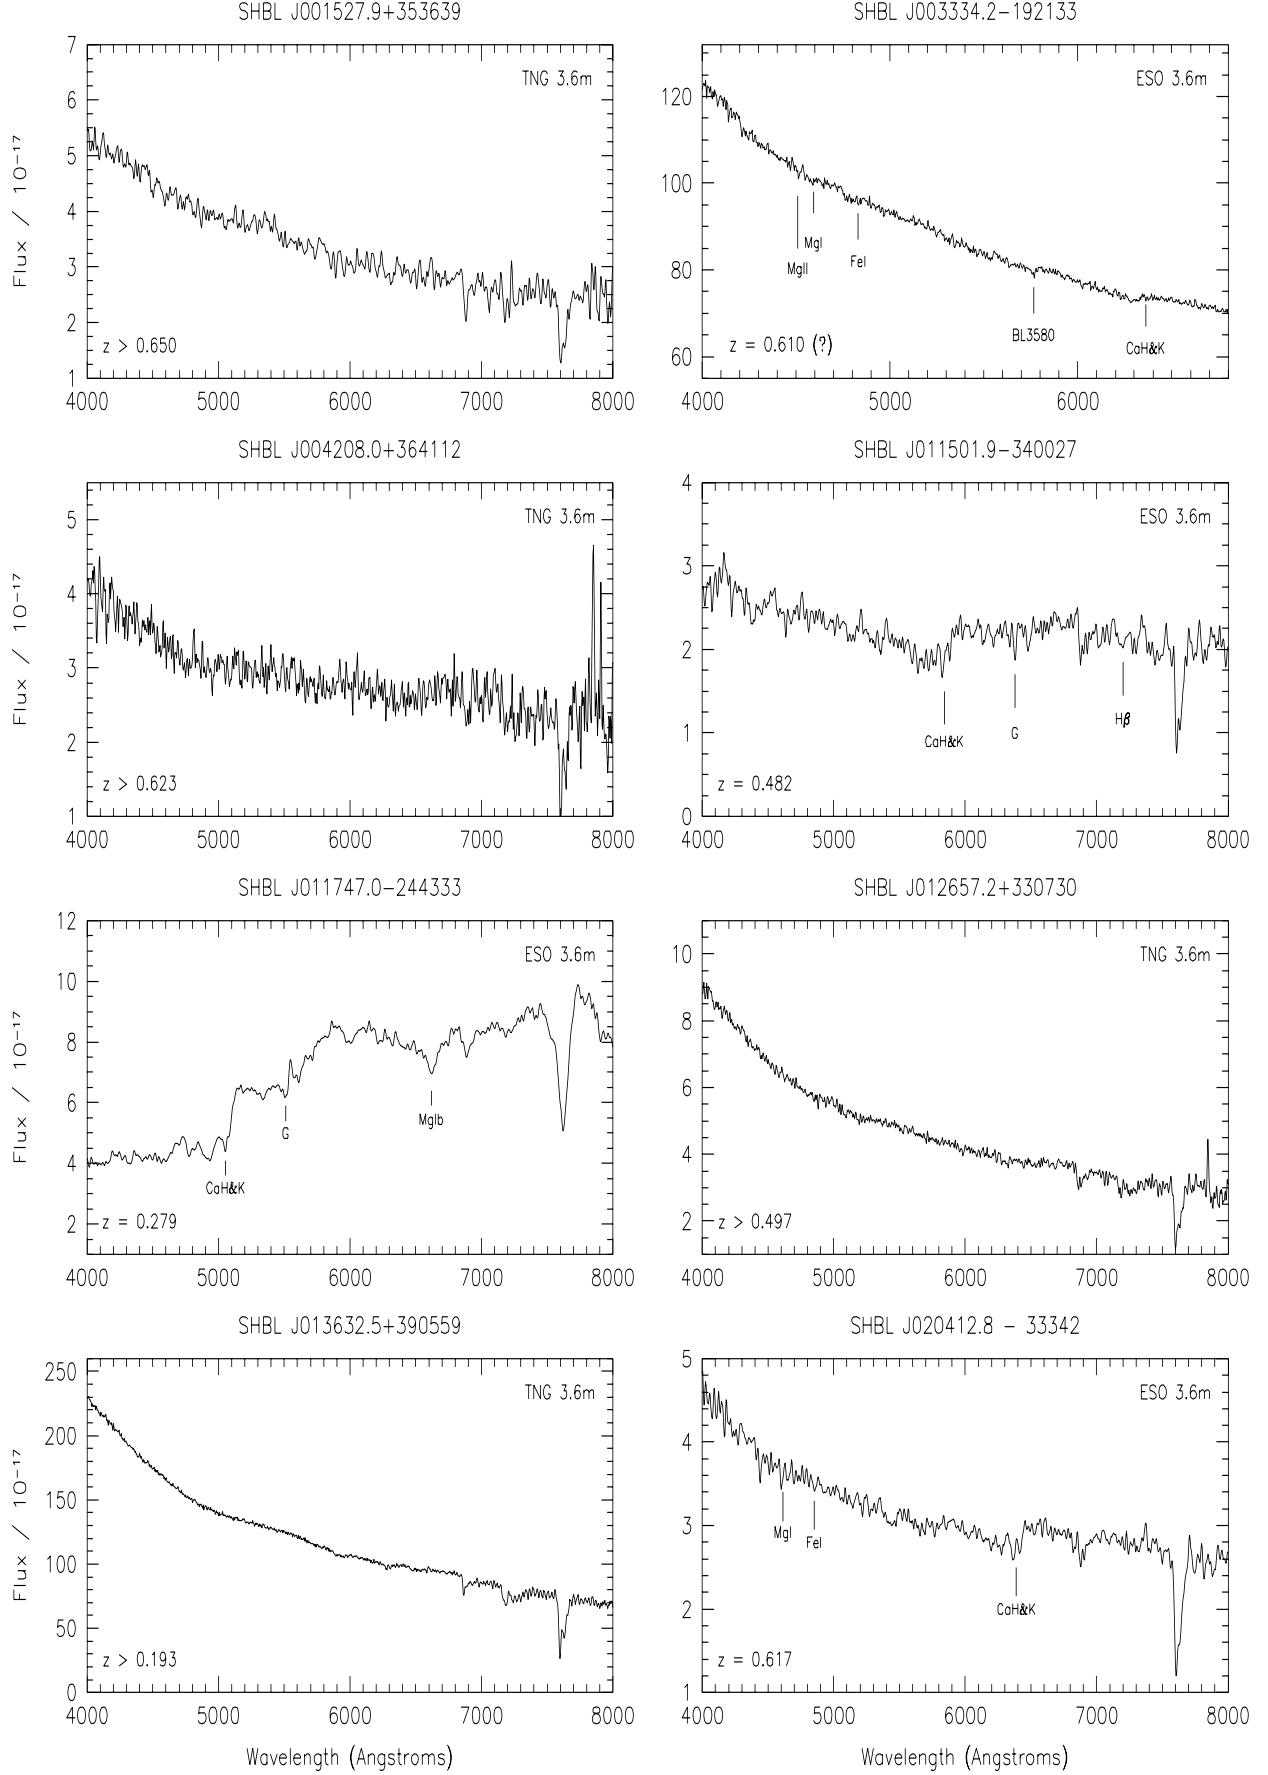 SHBL J001527.9+353639
7
6
5
4
3
2
1
Flux / 10⁻¹⁷
TNG 3.6m
z > 0.650
4000 5000 6000 7000 8000
SHBL J003334.2−192133
120
100
80
60
ESO 3.6m
MgII
MgI
FeI
BL3580
CaH&K
z = 0.610 (?)
4000 5000 6000
SHBL J004208.0+364112
5
4
3
2
1
Flux / 10⁻¹⁷
TNG 3.6m
z > 0.623
4000 5000 6000 7000 8000
SHBL J011501.9−340027
4
3
2
1
0
ESO 3.6m
CaH&K
G
Hβ
z = 0.482
4000 5000 6000 7000 8000
SHBL J011747.0−244333
12
10
8
6
4
2
Flux / 10⁻¹⁷
ESO 3.6m
CaH&K
G
MgIb
z = 0.279
4000 5000 6000 7000 8000
SHBL J012657.2+330730
10
8
6
4
2
TNG 3.6m
z > 0.497
4000 5000 6000 7000 8000
SHBL J013632.5+390559
250
200
150
100
50
0
Flux / 10⁻¹⁷
TNG 3.6m
z > 0.193
4000 5000 6000 7000 8000
Wavelength (Angstroms)
SHBL J020412.8 − 33342
5
4
3
2
1
ESO 3.6m
MgI
FeI
CaH&K
z = 0.617
4000 5000 6000 7000 8000
Wavelength (Angstroms)